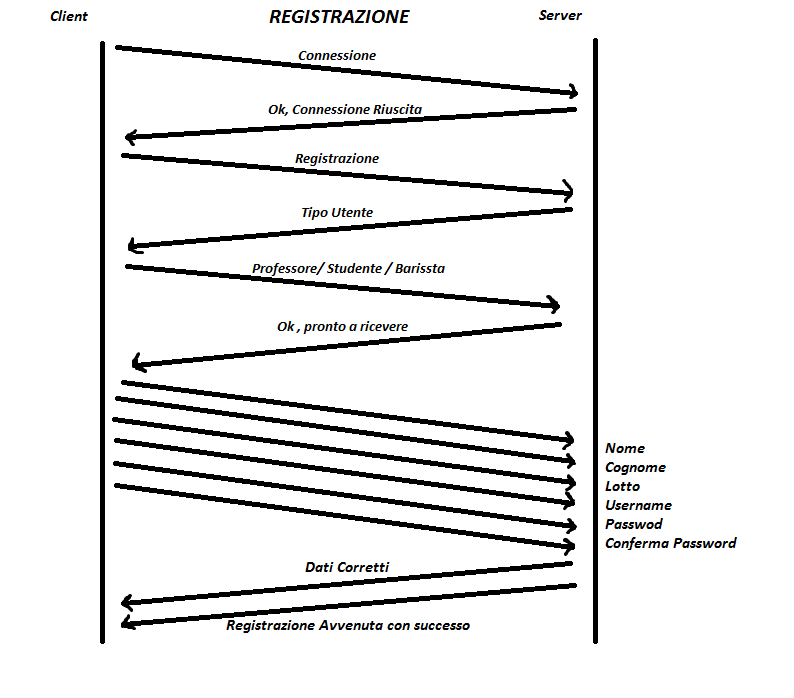 Client
REGISTRAZIONE
Server
Connessione
Ok, Connessione Riuscita
Registrazione
Tipo Utente
Professore/ Studente / Barissta
Ok , pronto a ricevere
Nome
Cognome
Lotto
Username
Passwod
Conferma Password
Dati Corretti
Registrazione Avvenuta con successo